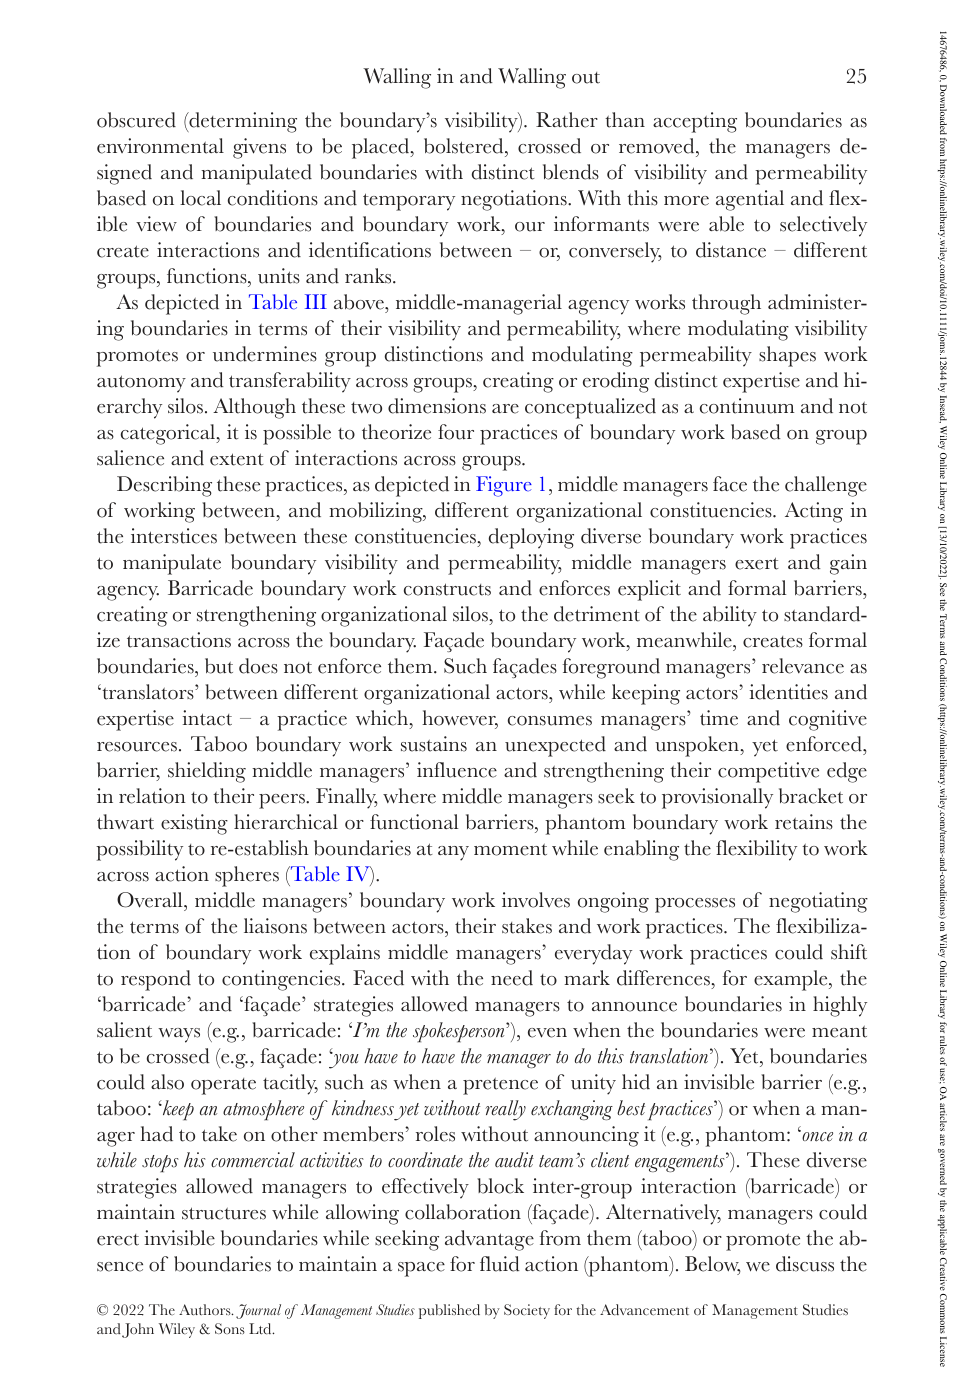 Walling in and Walling out 25
obscured (determining the boundary’s visibility). Rather than accepting boundaries as
environmental givens to be placed, bolstered, crossed or removed, the managers de-
signed and manipulated boundaries with distinct blends of visibility and permeability
based on local conditions and temporary negotiations. With this more agential and flex-
ible view of boundaries and boundary work, our informants were able to selectively
create interactions and identifications between – or, conversely, to distance – different
groups, functions, units and ranks.
As depicted in Table III above, middle-managerial agency works through administer-
ing boundaries in terms of their visibility and permeability, where modulating visibility
promotes or undermines group distinctions and modulating permeability shapes work
autonomy and transferability across groups, creating or eroding distinct expertise and hi-
erarchy silos. Although these two dimensions are conceptualized as a continuum and not
as categorical, it is possible to theorize four practices of boundary work based on group
salience and extent of interactions across groups.
Describing these practices, as depicted in Figure 1, middle managers face the challenge
of working between, and mobilizing, different organizational constituencies. Acting in
the interstices between these constituencies, deploying diverse boundary work practices
to manipulate boundary visibility and permeability, middle managers exert and gain
agency. Barricade boundary work constructs and enforces explicit and formal barriers,
creating or strengthening organizational silos, to the detriment of the ability to standard-
ize transactions across the boundary. Façade boundary work, meanwhile, creates formal
boundaries, but does not enforce them. Such façades foreground managers’ relevance as
‘translators’ between different organizational actors, while keeping actors’ identities and
expertise intact – a practice which, however, consumes managers’ time and cognitive
resources. Taboo boundary work sustains an unexpected and unspoken, yet enforced,
barrier, shielding middle managers’ influence and strengthening their competitive edge
in relation to their peers. Finally, where middle managers seek to provisionally bracket or
thwart existing hierarchical or functional barriers, phantom boundary work retains the
possibility to re-establish boundaries at any moment while enabling the flexibility to work
across action spheres (Table IV).
Overall, middle managers’ boundary work involves ongoing processes of negotiating
the terms of the liaisons between actors, their stakes and work practices. The flexibiliza-
tion of boundary work explains middle managers’ everyday work practices could shift
to respond to contingencies. Faced with the need to mark differences, for example, the
‘barricade’ and ‘façade’ strategies allowed managers to announce boundaries in highly
salient ways (e.g., barricade: ‘I’m the spokesperson’), even when the boundaries were meant
to be crossed (e.g., façade: ‘you have to have the manager to do this translation’). Yet, boundaries
could also operate tacitly, such as when a pretence of unity hid an invisible barrier (e.g.,
taboo: ‘keep an atmosphere of kindness yet without really exchanging best practices’) or when a man-
ager had to take on other members’ roles without announcing it (e.g., phantom: ‘once in a
while stops his commercial activities to coordinate the audit team’s client engagements’). These diverse
strategies allowed managers to effectively block inter-group interaction (barricade) or
maintain structures while allowing collaboration (façade). Alternatively, managers could
erect invisible boundaries while seeking advantage from them (taboo) or promote the ab-
sence of boundaries to maintain a space for fluid action (phantom). Below, we discuss the
© 2022 The Authors. Journal of Management Studies published by Society for the Advancement of Management Studies
and John Wiley & Sons Ltd.
14676486, 0, Downloaded from https://onlinelibrary.wiley.com/doi/10.1111/joms.12844 by Insead, Wiley Online Library on [13/10/2022]. See the Terms and Conditions (https://onlinelibrary.wiley.com/terms-and-conditions) on Wiley Online Library for rules of use; OA articles are governed by the applicable Creative Commons License